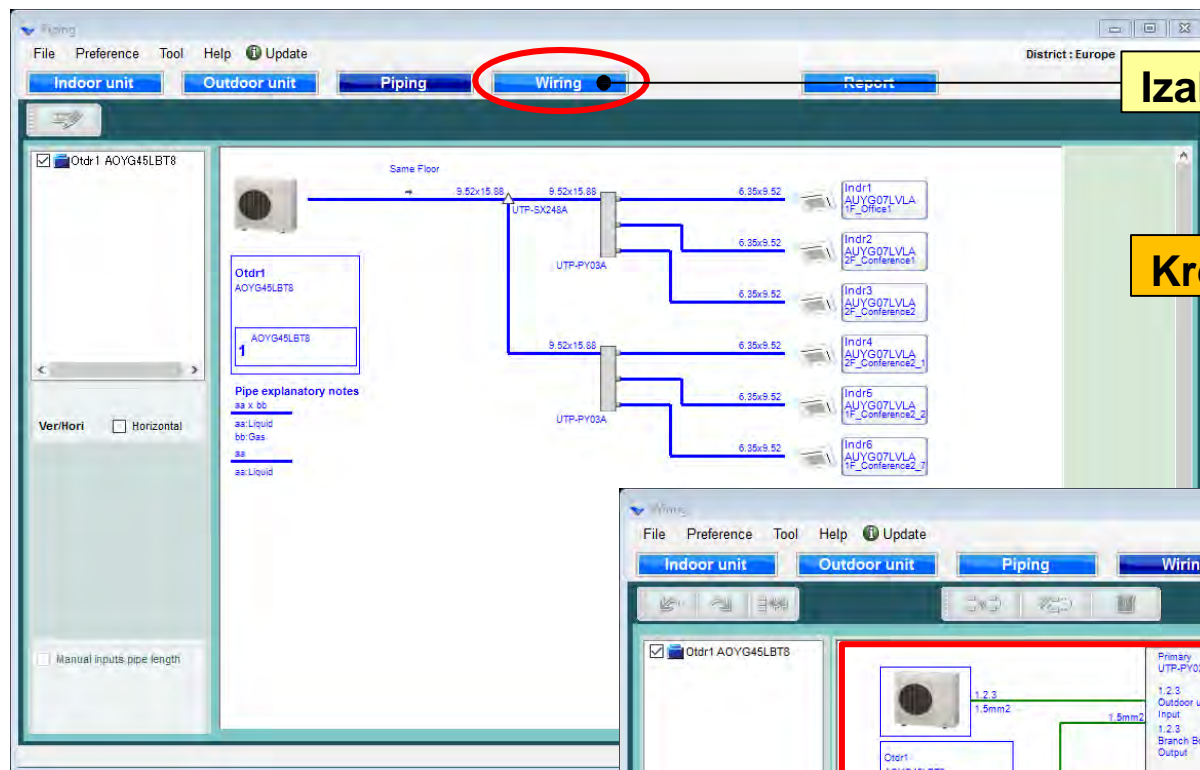 Piping
File Preference Tool Help Update
District : Europe
Indoor unit Outdoor unit Piping Wiring Report
Iza
Otdr1 AOYG45LBT8
Same Floor
9.52x15.88 9.52x15.88 6.35x9.52
UTP-SX248A
Indr1
AUYG07LVLA
1F_Office1
6.35x9.52
UTP-PY03A
Indr2
AUYG07LVLA
2F_Conference1
6.35x9.52
Indr3
AUYG07LVLA
2F_Conference2
Kr
Otdr1
AOYG45LBT8
AOYG45LBT8
1
9.52x15.88 6.35x9.52
Indr4
AUYG07LVLA
2F_Conference2_1
6.35x9.52
UTP-PY03A
Indr5
AUYG07LVLA
1F_Conference2_2
6.35x9.52
Indr6
AUYG07LVLA
1F_Conference2_7
Pipe explanatory notes
aa x bb
aa:Liquid
bb:Gas
aa
aa:Liquid
Ver/Hori Horizontal
Manual inputs pipe length
Wiring
File Preference Tool Help Update
Indoor unit Outdoor unit Piping Wirin
Otdr1 AOYG45LBT8
1.2.3
1.5mm2
1.5mm2
Primary
UTP-PY0
1.2.3
Outdoor u
Input
1.2.3
Branch Bo
Output
Otdr1